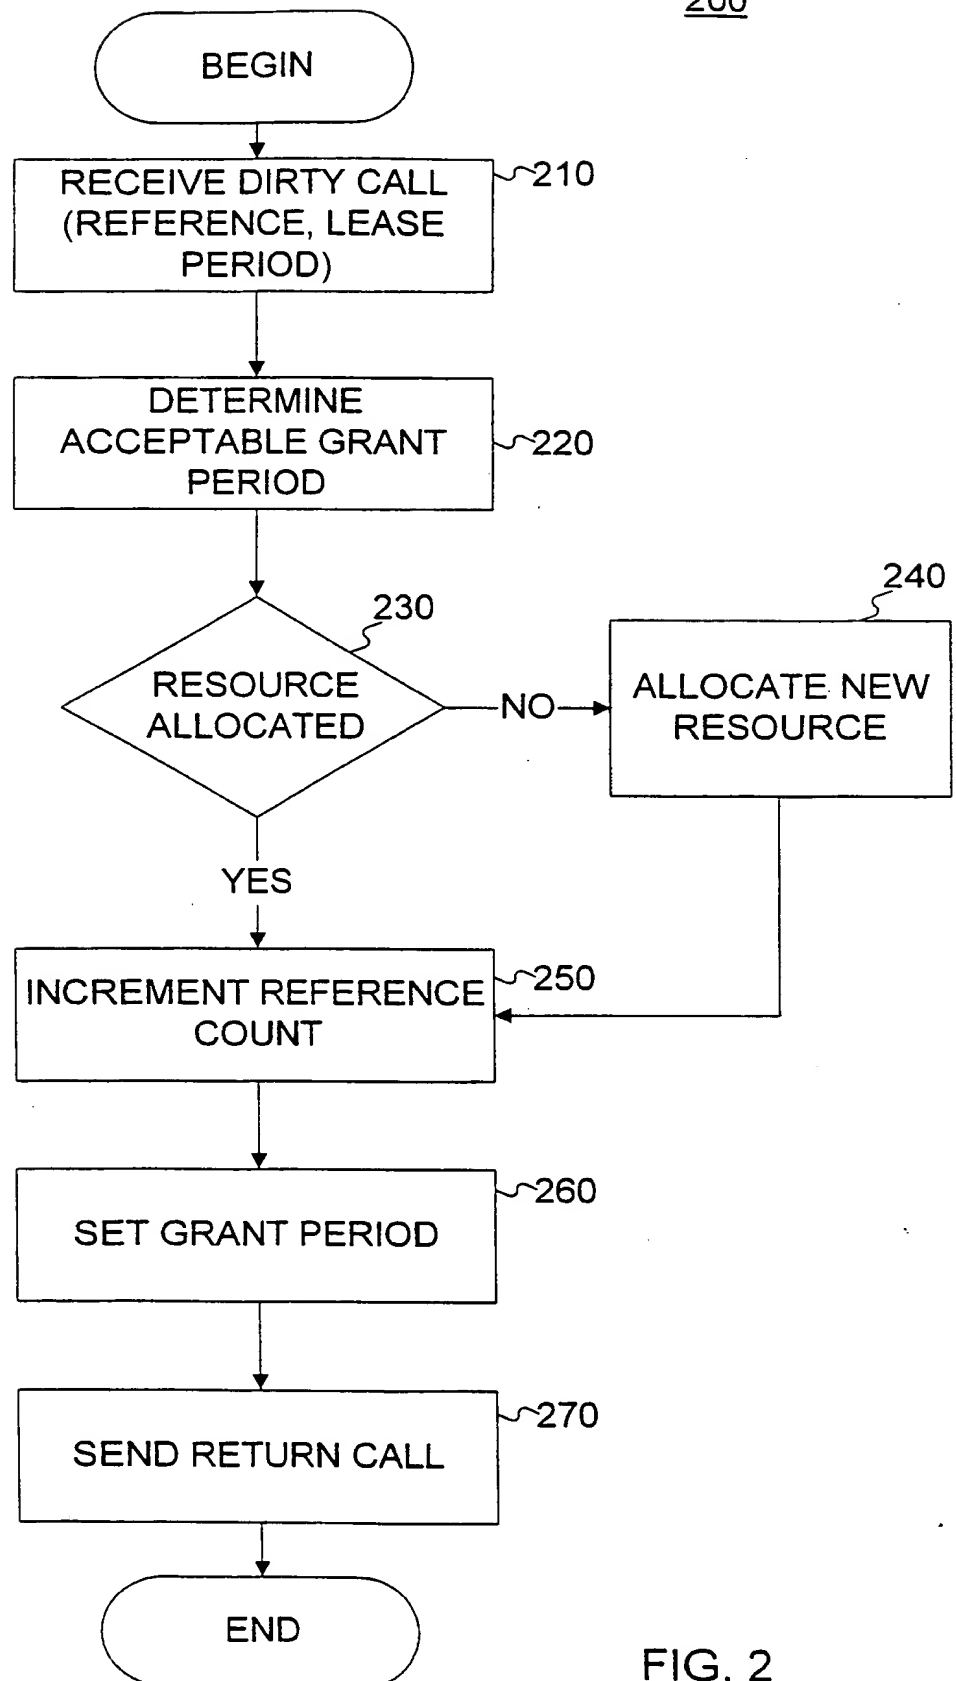 200
BEGIN
RECEIVE DIRTY CALL
(REFERENCE, LEASE
PERIOD)
210
DETERMINE
ACCEPTABLE GRANT
PERIOD
220
230
RESOURCE
ALLOCATED
NO
240
ALLOCATE NEW
RESOURCE
YES
INCREMENT REFERENCE
COUNT
250
SET GRANT PERIOD
260
SEND RETURN CALL
270
END
FIG. 2